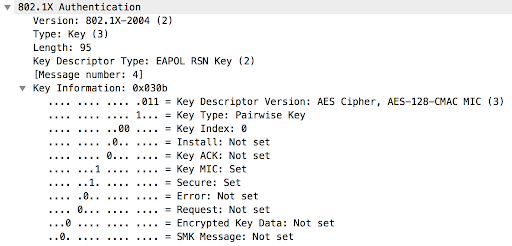 802.1X Authentication
Version: 802.1X-2004 (2)
Type: Key (3)
Length: 95
Key Descriptor Type: EAPOL RSN Key (2)
[Message number: 4]
Key Information: 0x030b
.... .... .... .011 = Key Descriptor Version: AES Cipher, AES-128-CMAC MIC (3)
.... .... .... 1... = Key Type: Pairwise Key
.... .... ..00 .... = Key Index: 0
.... .... .0.. .... = Install: Not set
.... .... 0... .... = Key ACK: Not set
.... ...1 .... .... = Key MIC: Set
.... ..1. .... .... = Secure: Set
.... .0.. .... .... = Error: Not set
.... 0... .... .... = Request: Not set
...0 .... .... .... = Encrypted Key Data: Not set
..0. .... .... .... = SMK Message: Not set